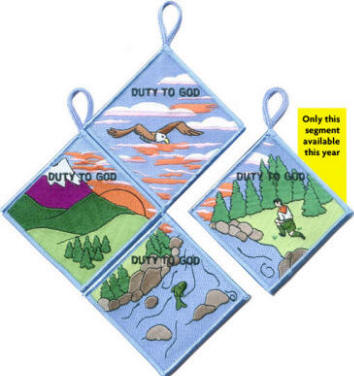 DUTY TO GOD
Only this
segment
available
this year
DUTY TO GOD
DUTY TO GOD
DUTY TO GOD